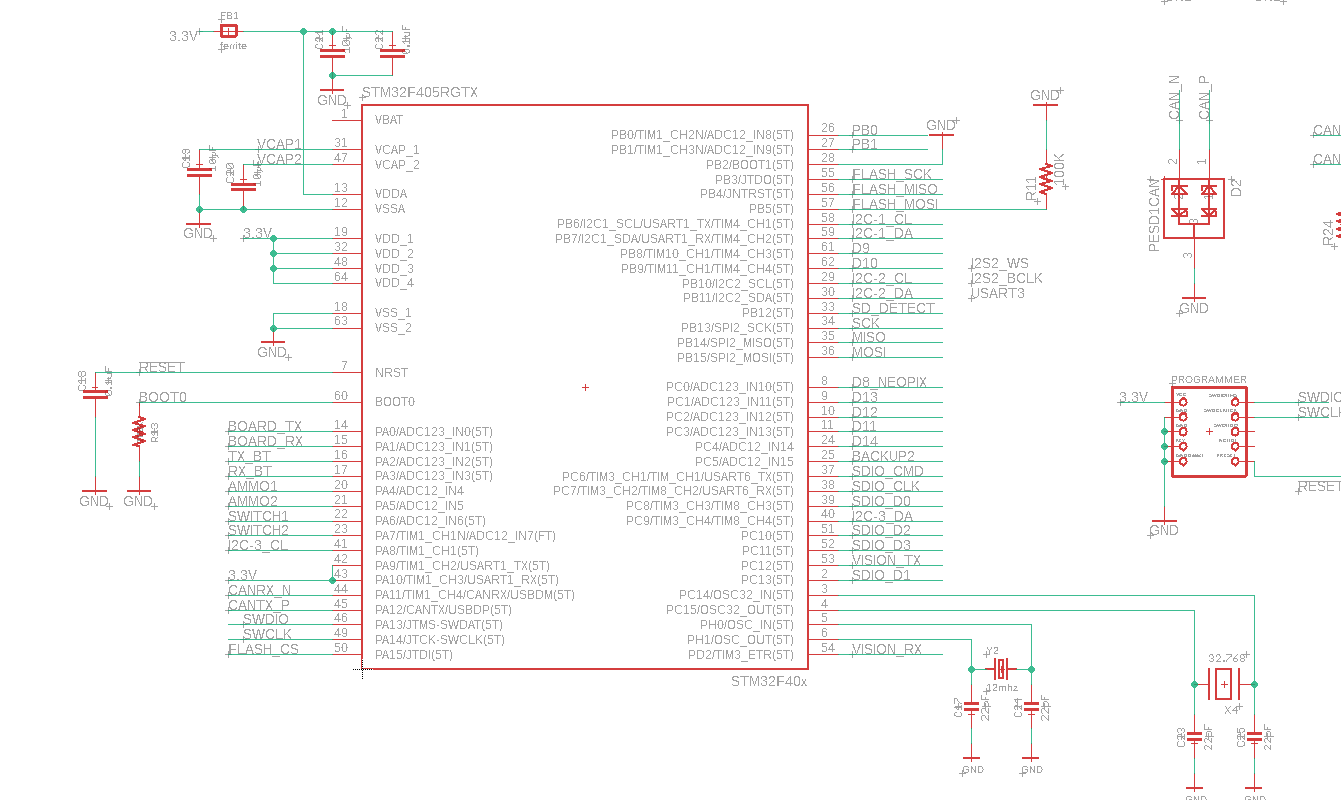 FB1
3.3V
ferrite
GND
STM32F405RGTX
1 VBAT
VCAP1 31 VCAP_1
VCAP2 47 VCAP_2
13 VDDA
12 VSSA
GND
3.3V 19 VDD_1
32 VDD_2
48 VDD_3
64 VDD_4
18 VSS_1
63 VSS_2
GND
RESET 7 NRST
BOOT0 60 BOOT0
BOARD_TX 14 PA0/ADC123_IN0(5T)
BOARD_RX 15 PA1/ADC123_IN1(5T)
TX_BT 16 PA2/ADC123_IN2(5T)
RX_BT 17 PA3/ADC123_IN3(5T)
AMMO1 20 PA4/ADC12_IN4
AMMO2 21 PA5/ADC12_IN5
SWITCH1 22 PA6/ADC12_IN6(5T)
SWITCH2 23 PA7/TIM1_CH1N/ADC12_IN7(FT)
I2C-3_CL 41 PA8/TIM1_CH1(5T)
42 PA9/TIM1_CH2/USART1_TX(5T)
3.3V 43 PA10/TIM1_CH3/USART1_RX(5T)
CANRX_N 44 PA11/TIM1_CH4/CANRX/USBDM(5T)
CANTX_P 45 PA12/CANTX/USBDP(5T)
SWDIO 46 PA13/JTMS-SWDAT(5T)
SWCLK 49 PA14/JTCK-SWCLK(5T)
FLASH_CS 50 PA15/JTDI(5T)
GND GND
PB0/TIM1_CH2N/ADC12_IN8(5T) 26 PB0
PB1/TIM1_CH3N/ADC12_IN9(5T) 27 PB1
PB2/BOOT1(5T) 28
PB3/JTDO(5T) 55 FLASH_SCK
PB4/JNTRST(5T) 56 FLASH_MISO
PB5(5T) 57 FLASH_MOSI
PB6/I2C1_SCL/USART1_TX/TIM4_CH1(5T) 58 I2C-1_CL
PB7/I2C1_SDA/USART1_RX/TIM4_CH2(5T) 59 I2C-1_DA
PB8/TIM10_CH1/TIM4_CH3(5T) 61 D9
PB9/TIM11_CH1/TIM4_CH4(5T) 62 D10
PB10/I2C2_SCL(5T) 29 I2C-2_CL
PB11/I2C2_SDA(5T) 30 I2C-2_DA
PB12(5T) 33 SD_DETECT
PB13/SPI2_SCK(5T) 34 SCK
PB14/SPI2_MISO(5T) 35 MISO
PB15/SPI2_MOSI(5T) 36 MOSI
PC0/ADC123_IN10(5T) 8 D8_NEOPIX
PC1/ADC123_IN11(5T) 9 D13
PC2/ADC123_IN12(5T) 10 D12
PC3/ADC123_IN13(5T) 11 D11
PC4/ADC12_IN14 24 D14
PC5/ADC12_IN15 25 BACKUP2
PC6/TIM3_CH1/TIM_CH1/USART6_TX(5T) 37 SDIO_CMD
PC7/TIM3_CH2/TIM8_CH2/USART6_RX(5T) 38 SDIO_CLK
PC8/TIM3_CH3/TIM8_CH3(5T) 39 SDIO_D0
PC9/TIM3_CH4/TIM8_CH4(5T) 40 I2C-3_DA
PC10(5T) 51 SDIO_D2
PC11(5T) 52 SDIO_D3
PC12(5T) 53 VISION_TX
PC13(5T) 2 SDIO_D1
PC14/OSC32_IN(5T) 3
PC15/OSC32_OUT(5T) 4
PH0/OSC_IN(5T) 5
PH1/OSC_OUT(5T) 6
PD2/TIM3_ETR(5T) 54 VISION_RX
STM32F40x
GND
GND
R11
100K
I2S2_WS
I2S2_BCLK
USART3
CAN_N
CAN_P
2 1
PESD1CAN
D2
3
GND
CAN
CAN
R24
PROGRAMMER
3.3V
SWDIO
SWCLK
RESET
GND
Y2
12mhz
22pF
22pF
GND
GND
32.768
X4
22pF
22pF
GND
GND